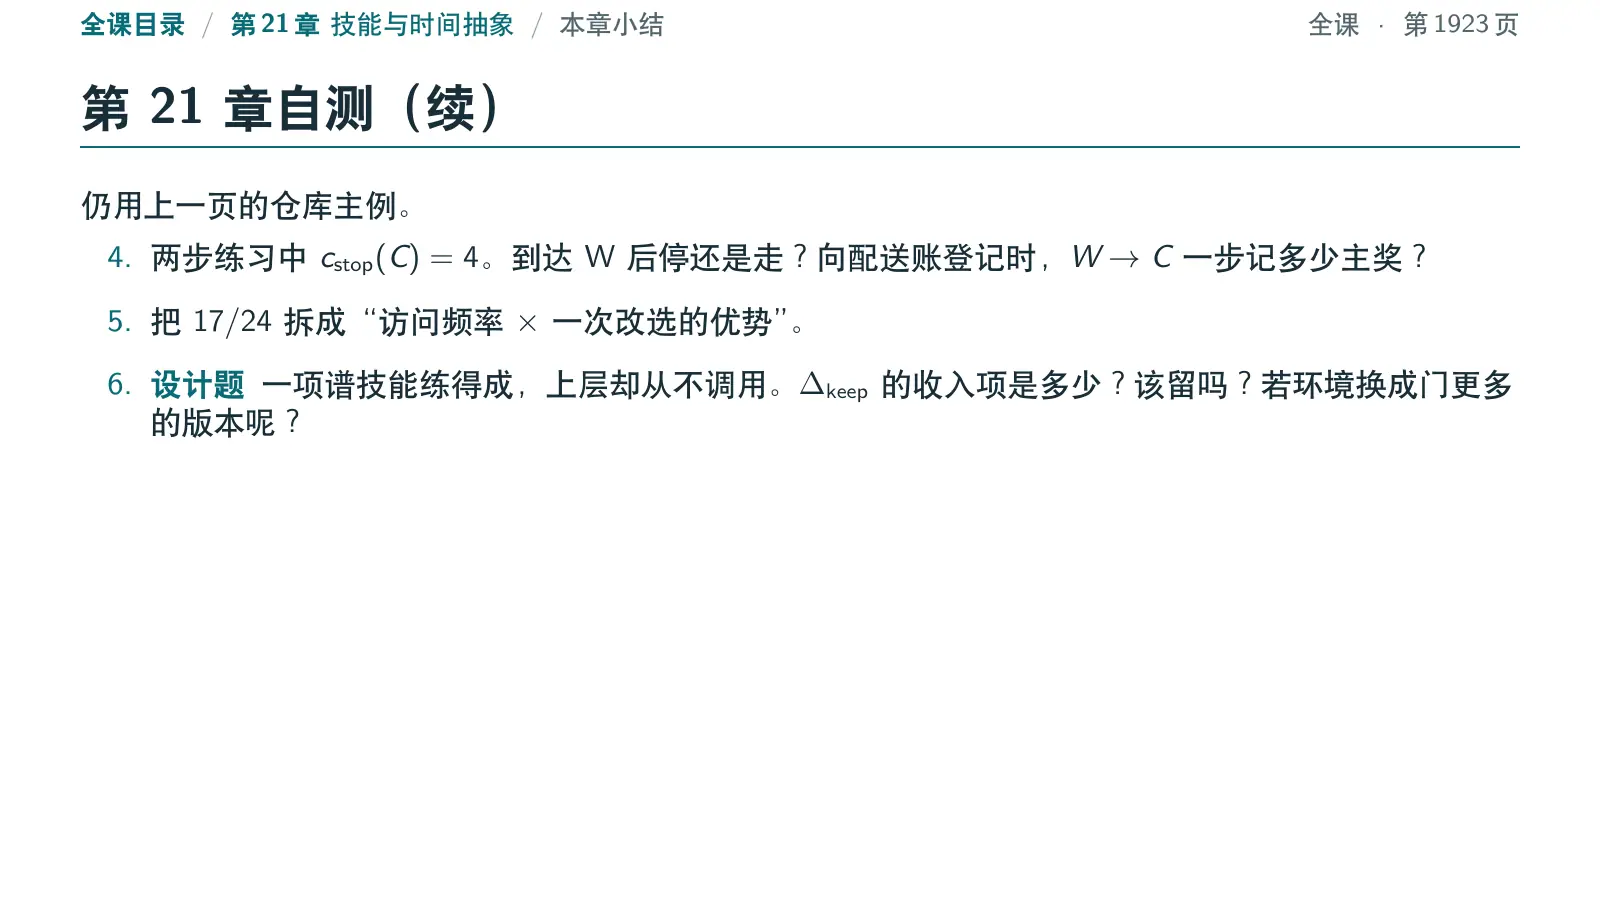 全课目录 / 第 21 章 技能与时间抽象 / 本章小结
全课 · 第 1923 页
第 21 章自测（续）
仍用上一页的仓库主例。
4. 两步练习中 c_stop(C) = 4。到达 W 后停还是走？向配送账登记时，W → C 一步记多少主奖？
5. 把 17/24 拆成 “访问频率 × 一次改选的优势”。
6. 设计题 一项谱技能练得成，上层却从不调用。Δ_keep 的收入项是多少？该留吗？若环境换成门更多
的版本呢？